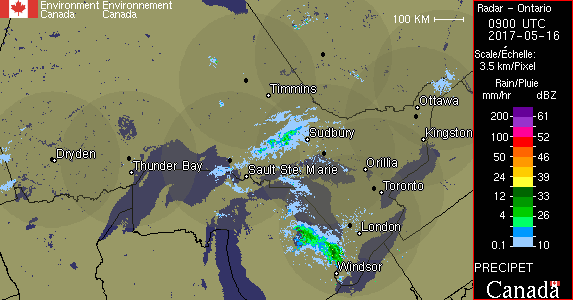 Environment Environnement
Canada Canada
100 KM
Timmins
Ottawa
Sudbury
Kingston
Dryden
Thunder Bay
Orillia
Sault Ste. Marie
Toronto
London
Windsor
Radar - Ontario
0900 UTC
2017-05-16
Scale/Échelle:
3.5 km/Pixel
Rain/Pluie
mm/hr dBZ
200 61
100 52
50 46
24 39
12 34
4 26
0.1 10
PRECIPET
Canada